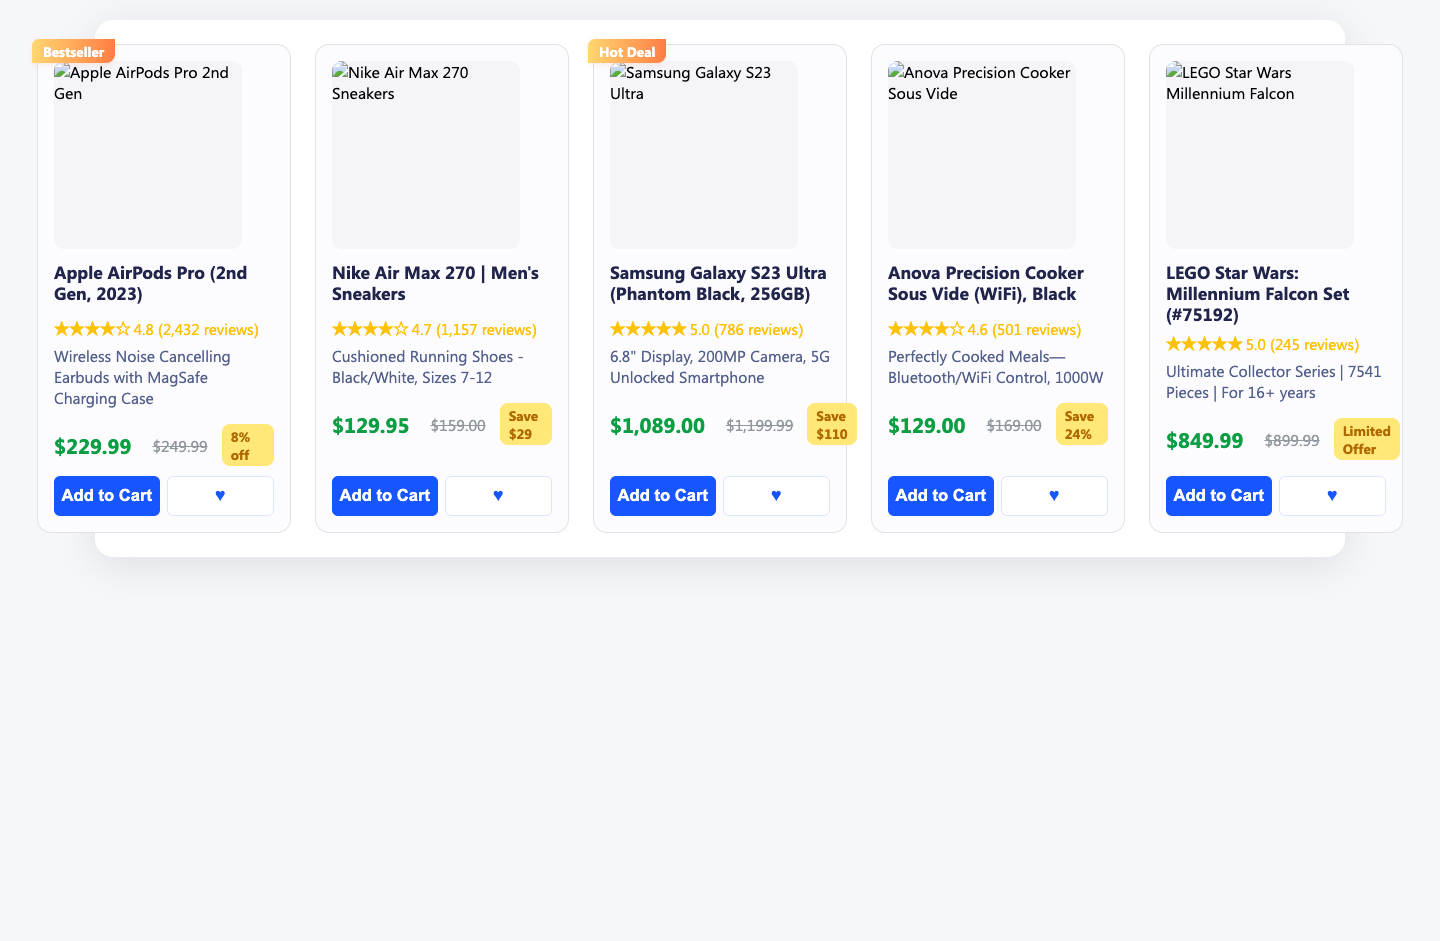 Bestseller
Apple AirPods Pro 2nd
Gen
Apple AirPods Pro (2nd
Gen, 2023)
★★★★☆ 4.8 (2,432 reviews)
Wireless Noise Cancelling
Earbuds with MagSafe
Charging Case
$229.99 $249.99 8%
off
Add to Cart ♥
Nike Air Max 270
Sneakers
Nike Air Max 270 | Men's
Sneakers
★★★★☆ 4.7 (1,157 reviews)
Cushioned Running Shoes -
Black/White, Sizes 7-12
$129.95 $159.00 Save
$29
Add to Cart ♥
Hot Deal
Samsung Galaxy S23
Ultra
Samsung Galaxy S23 Ultra
(Phantom Black, 256GB)
★★★★★ 5.0 (786 reviews)
6.8" Display, 200MP Camera, 5G
Unlocked Smartphone
$1,089.00 $1,199.99 Save
$110
Add to Cart ♥
Anova Precision Cooker
Sous Vide
Anova Precision Cooker
Sous Vide (WiFi), Black
★★★★☆ 4.6 (501 reviews)
Perfectly Cooked Meals—
Bluetooth/WiFi Control, 1000W
$129.00 $169.00 Save
24%
Add to Cart ♥
LEGO Star Wars
Millennium Falcon
LEGO Star Wars:
Millennium Falcon Set
(#75192)
★★★★★ 5.0 (245 reviews)
Ultimate Collector Series | 7541
Pieces | For 16+ years
$849.99 $899.99 Limited
Offer
Add to Cart ♥